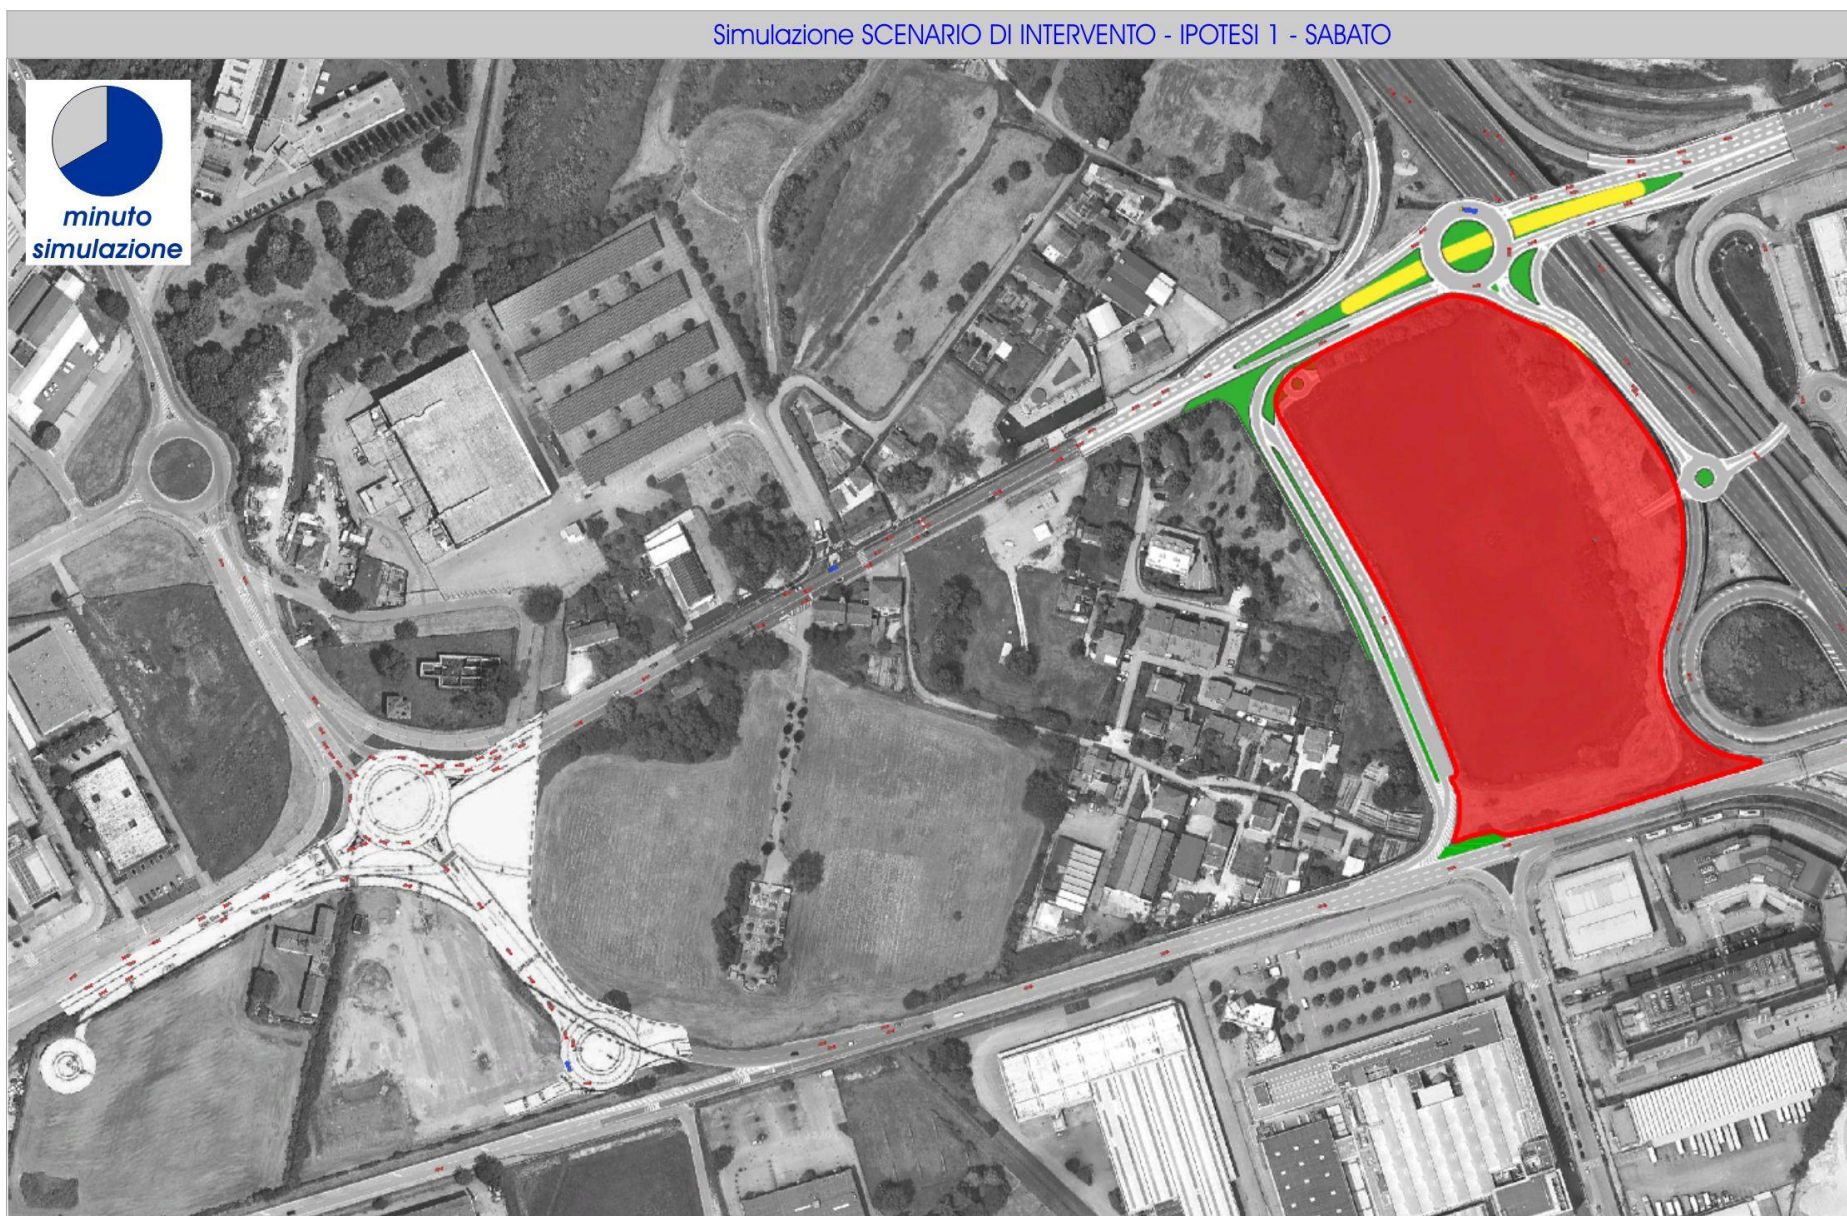 Simulazione SCENARIO DI INTERVENTO - IPOTESI 1 - SABATO
minuto
simulazione